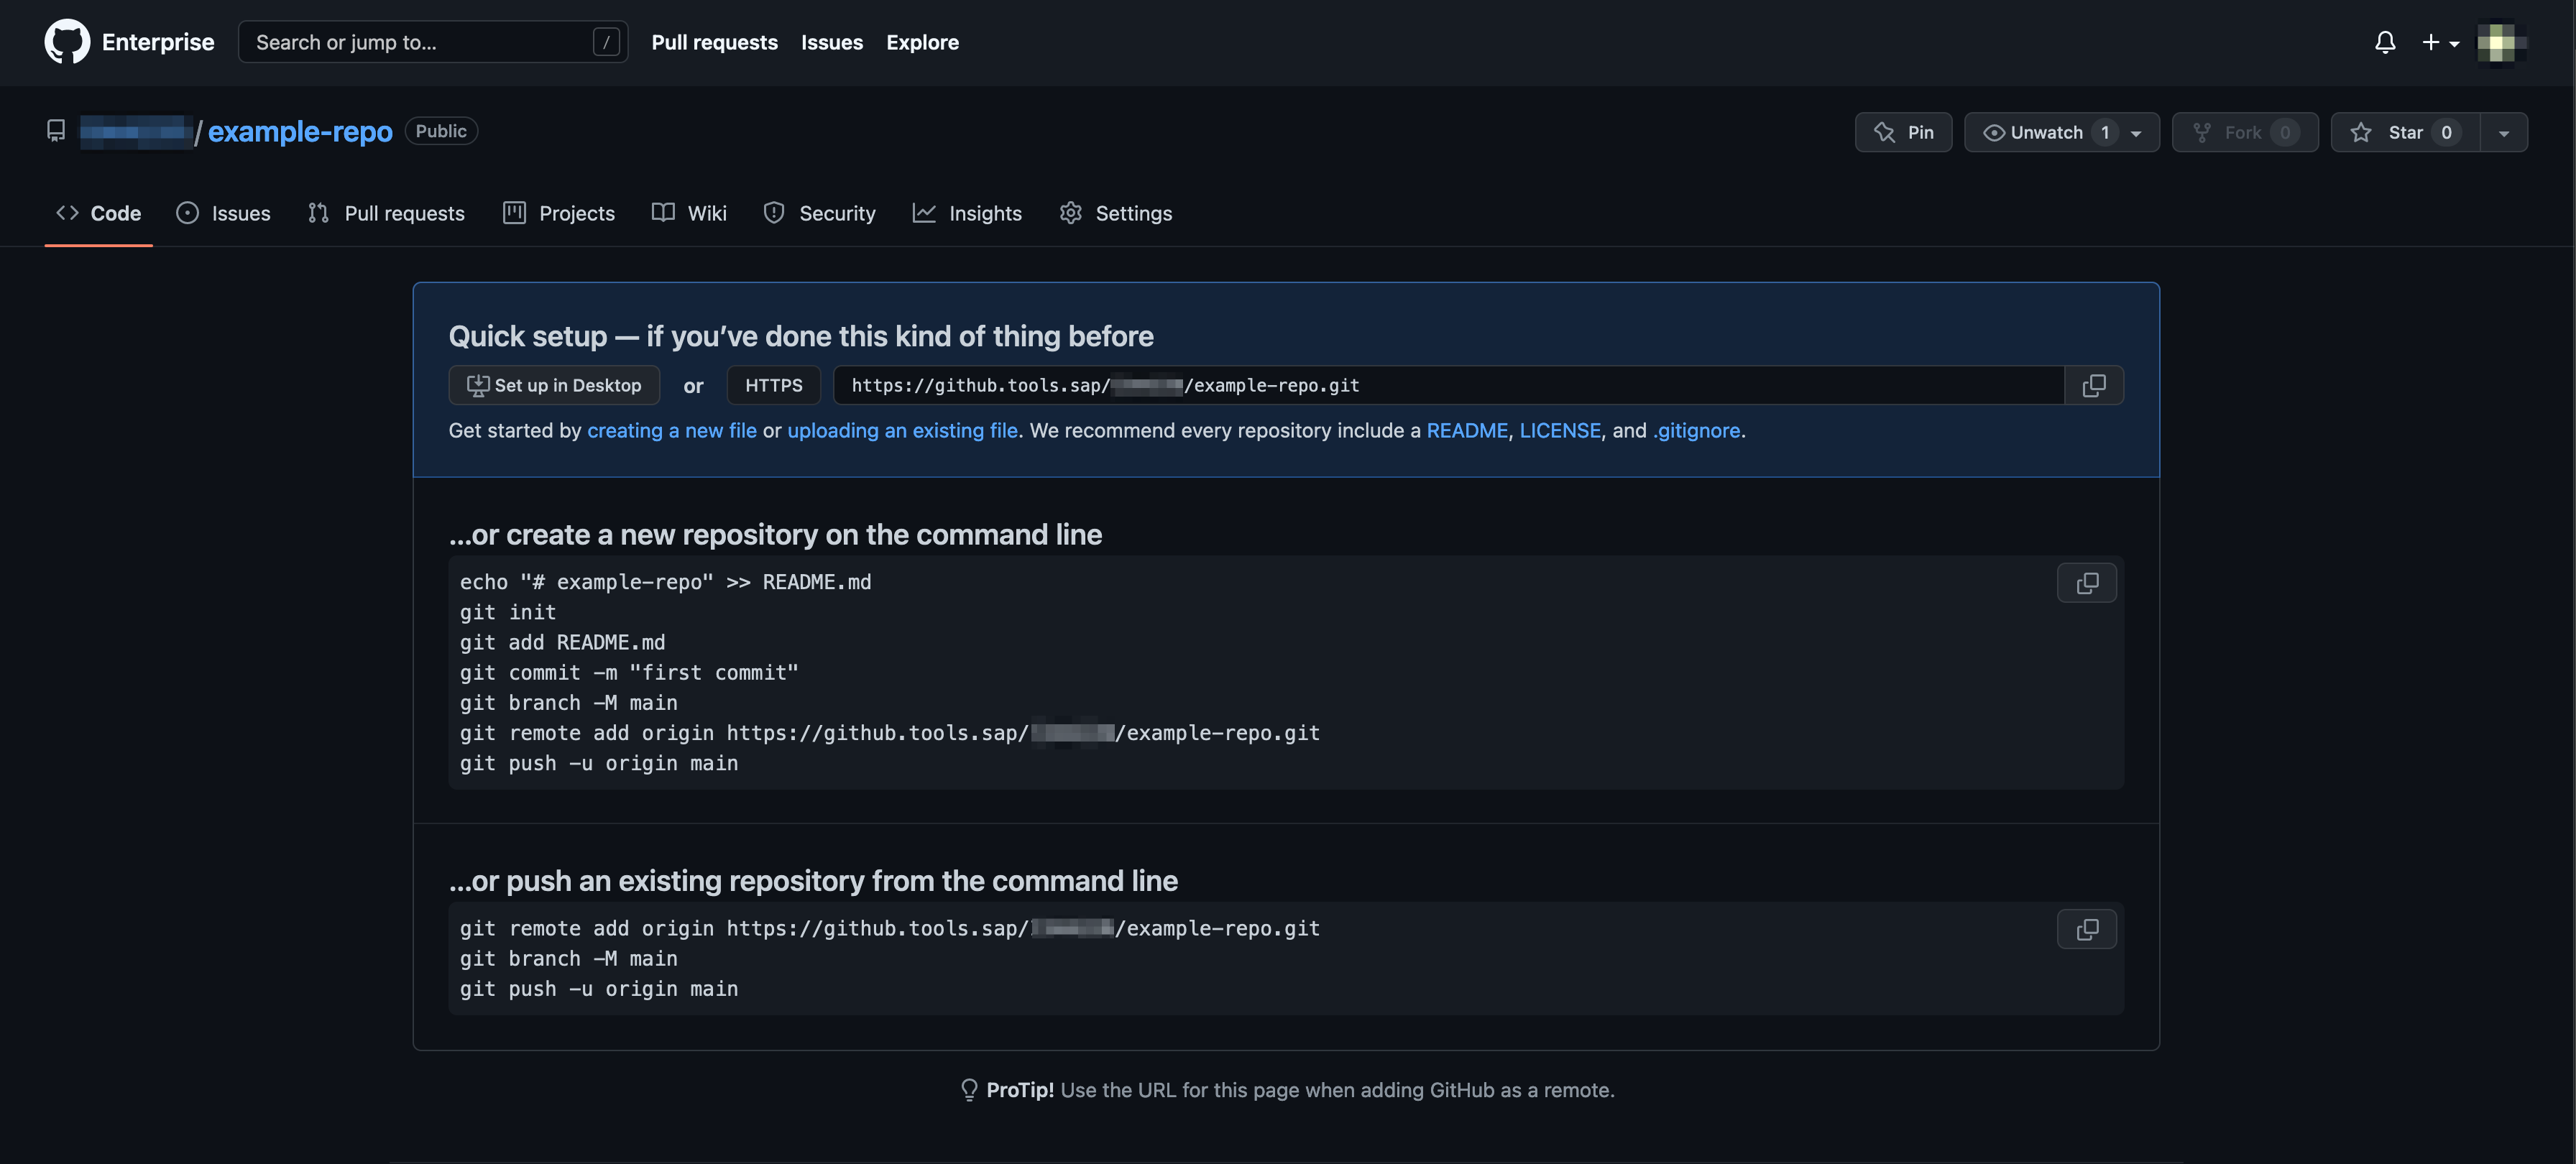 Enterprise Search or jump to... / Pull requests Issues Explore
/ example-repo Public Pin Unwatch 1 Fork 0 Star 0
Code Issues Pull requests Projects Wiki Security Insights Settings
Quick setup — if you’ve done this kind of thing before
Set up in Desktop or HTTPS https://github.tools.sap/ /example-repo.git
Get started by creating a new file or uploading an existing file. We recommend every repository include a README, LICENSE, and .gitignore.
…or create a new repository on the command line
echo "# example-repo" >> README.md
git init
git add README.md
git commit -m "first commit"
git branch -M main
git remote add origin https://github.tools.sap/ /example-repo.git
git push -u origin main
…or push an existing repository from the command line
git remote add origin https://github.tools.sap/ /example-repo.git
git branch -M main
git push -u origin main
ProTip! Use the URL for this page when adding GitHub as a remote.